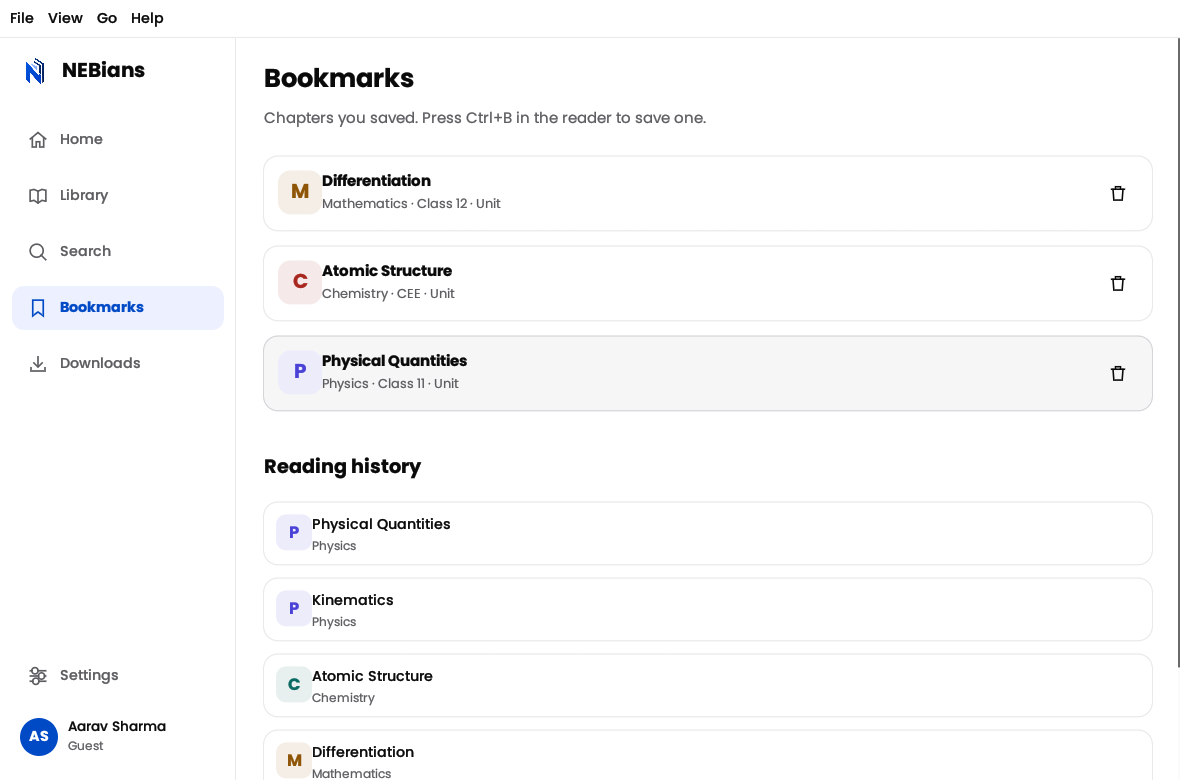 File View Go Help
NEBians
Home
Library
Search
Bookmarks
Downloads
Settings
AS
Aarav Sharma
Guest
Bookmarks
Chapters you saved. Press Ctrl+B in the reader to save one.
M
Differentiation
Mathematics · Class 12 · Unit
C
Atomic Structure
Chemistry · CEE · Unit
P
Physical Quantities
Physics · Class 11 · Unit
Reading history
P
Physical Quantities
Physics
P
Kinematics
Physics
C
Atomic Structure
Chemistry
M
Differentiation
Mathematics